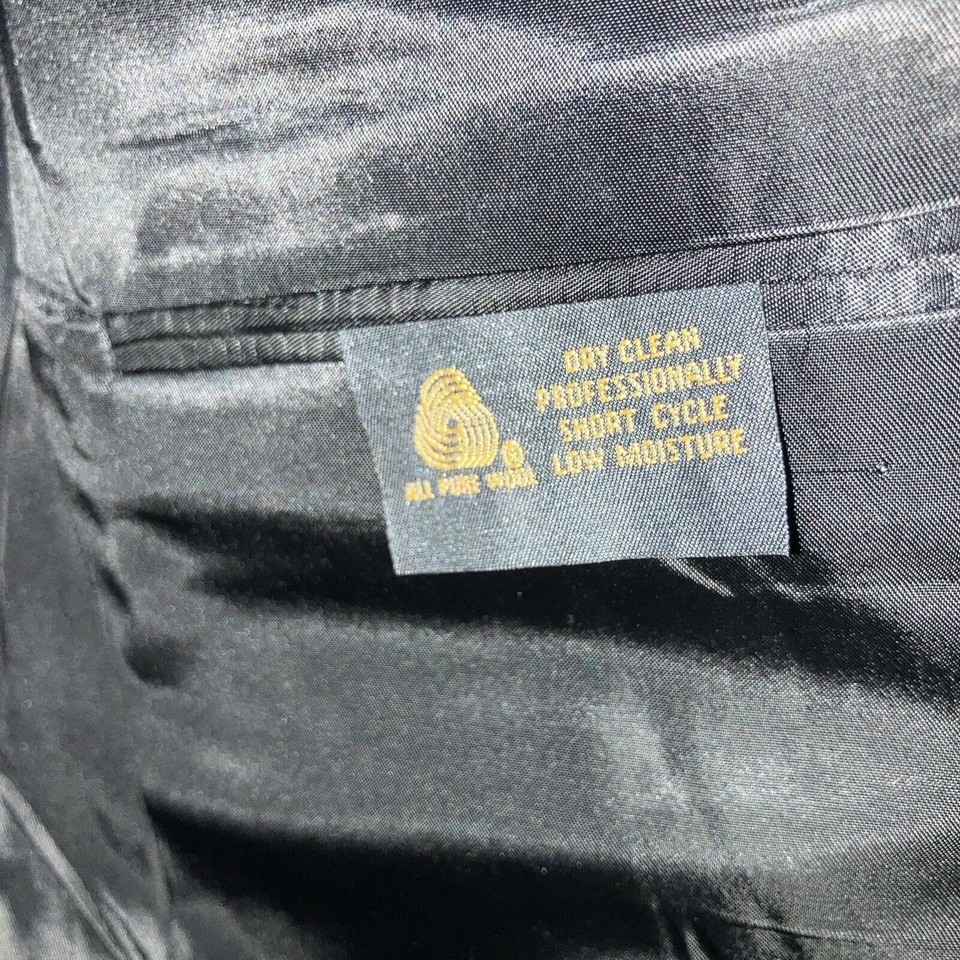 DRY CLEAN
PROFESSIONALLY
SHORT CYCLE
LOW MOISTURE
®
ALL PURE WOOL